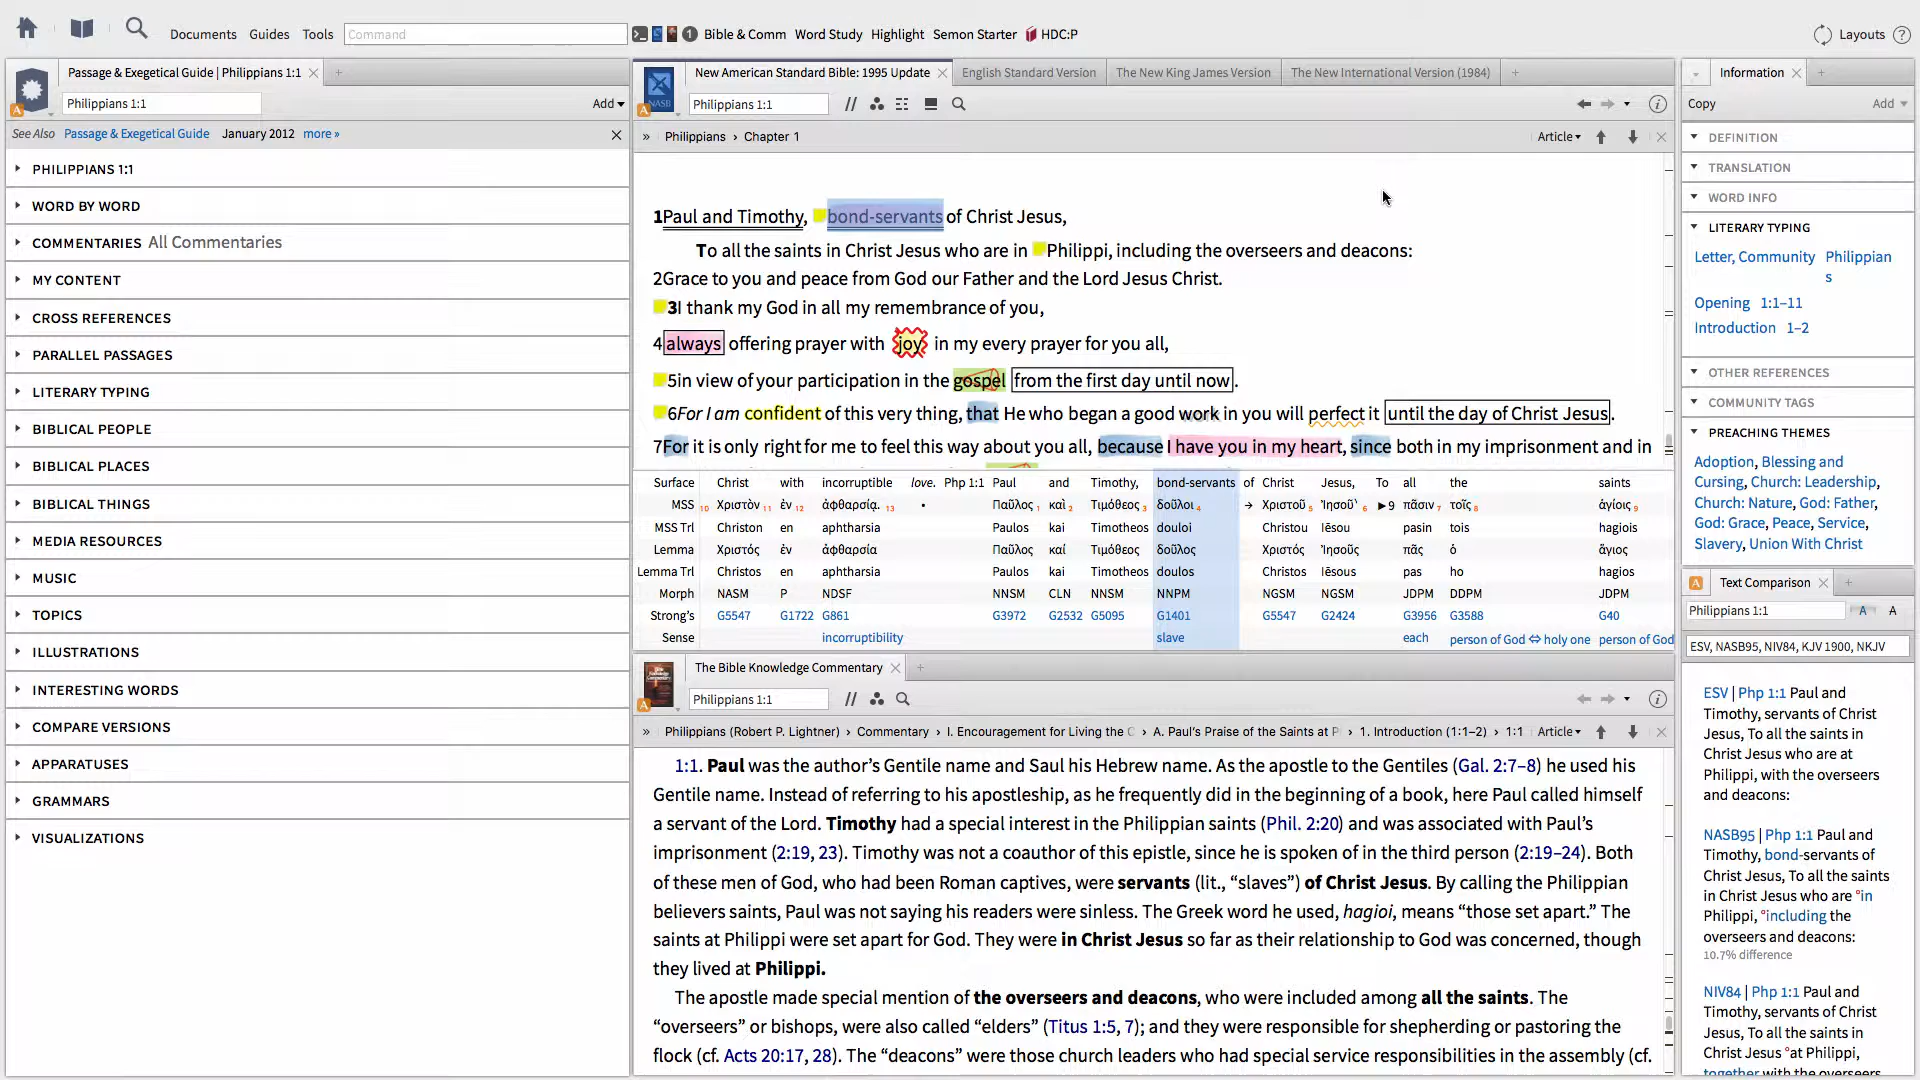 Documents Guides Tools Command 1 Bible & Comm Word Study Highlight Semon Starter HDC:P Layouts ?
Passage & Exegetical Guide | Philippians 1:1
A Philippians 1:1 Add
See Also Passage & Exegetical Guide January 2012 more »
PHILIPPIANS 1:1
WORD BY WORD
COMMENTARIES All Commentaries
MY CONTENT
CROSS REFERENCES
PARALLEL PASSAGES
LITERARY TYPING
BIBLICAL PEOPLE
BIBLICAL PLACES
BIBLICAL THINGS
MEDIA RESOURCES
MUSIC
TOPICS
ILLUSTRATIONS
INTERESTING WORDS
COMPARE VERSIONS
APPARATUSES
GRAMMARS
VISUALIZATIONS
New American Standard Bible: 1995 Update English Standard Version The New King James Version The New International Version (1984)
NASB
A Philippians 1:1
» Philippians › Chapter 1 Article
1Paul and Timothy, bond-servants of Christ Jesus,
To all the saints in Christ Jesus who are in Philippi, including the overseers and deacons:
2Grace to you and peace from God our Father and the Lord Jesus Christ.
3I thank my God in all my remembrance of you,
4always offering prayer with joy in my every prayer for you all,
5in view of your participation in the gospel from the first day until now.
6For I am confident of this very thing, that He who began a good work in you will perfect it until the day of Christ Jesus.
7For it is only right for me to feel this way about you all, because I have you in my heart, since both in my imprisonment and in
Surface Christ with incorruptible love. Php 1:1 Paul and Timothy, bond-servants of Christ Jesus, To all the saints
MSS 10 Χριστὸν 11 ἐν 12 ἀφθαρσίᾳ. 13 • Παῦλος 1 καὶ 2 Τιμόθεος 3 δοῦλοι 4 → Χριστοῦ 5 Ἰησοῦ 6 ▸9 πᾶσιν 7 τοῖς 8 ἁγίοις 9
MSS Trl Christon en aphtharsia Paulos kai Timotheos douloi Christou Iēsou pasin tois hagiois
Lemma Χριστός ἐν ἀφθαρσία Παῦλος καί Τιμόθεος δοῦλος Χριστός Ἰησοῦς πᾶς ὁ ἅγιος
Lemma Trl Christos en aphtharsia Paulos kai Timotheos doulos Christos Iēsous pas ho hagios
Morph NASM P NDSF NNSM CLN NNSM NNPM NGSM NGSM JDPM DDPM JDPM
Strong's G5547 G1722 G861 G3972 G2532 G5095 G1401 G5547 G2424 G3956 G3588 G40
Sense incorruptibility slave each person of God ⇔ holy one person of God
The Bible Knowledge Commentary
A Philippians 1:1
» Philippians (Robert P. Lightner) › Commentary › I. Encouragement for Living the C › A. Paul's Praise of the Saints at P › 1. Introduction (1:1–2) › 1:1 Article
1:1. Paul was the author's Gentile name and Saul his Hebrew name. As the apostle to the Gentiles (Gal. 2:7–8) he used his
Gentile name. Instead of referring to his apostleship, as he frequently did in the beginning of a book, here Paul called himself
a servant of the Lord. Timothy had a special interest in the Philippian saints (Phil. 2:20) and was associated with Paul's
imprisonment (2:19, 23). Timothy was not a coauthor of this epistle, since he is spoken of in the third person (2:19–24). Both
of these men of God, who had been Roman captives, were servants (lit., “slaves”) of Christ Jesus. By calling the Philippian
believers saints, Paul was not saying his readers were sinless. The Greek word he used, hagioi, means “those set apart.” The
saints at Philippi were set apart for God. They were in Christ Jesus so far as their relationship to God was concerned, though
they lived at Philippi.
The apostle made special mention of the overseers and deacons, who were included among all the saints. The
“overseers” or bishops, were also called “elders” (Titus 1:5, 7); and they were responsible for shepherding or pastoring the
flock (cf. Acts 20:17, 28). The “deacons” were those church leaders who had special service responsibilities in the assembly (cf.
Information
Copy Add
DEFINITION
TRANSLATION
WORD INFO
LITERARY TYPING
Letter, Community Philippian
s
Opening 1:1–11
Introduction 1–2
OTHER REFERENCES
COMMUNITY TAGS
PREACHING THEMES
Adoption, Blessing and
Cursing, Church: Leadership,
Church: Nature, God: Father,
God: Grace, Peace, Service,
Slavery, Union With Christ
A Text Comparison
Philippians 1:1 A A
ESV, NASB95, NIV84, KJV 1900, NKJV
ESV | Php 1:1 Paul and
Timothy, servants of Christ
Jesus, To all the saints in
Christ Jesus who are at
Philippi, with the overseers
and deacons:
NASB95 | Php 1:1 Paul and
Timothy, bond-servants of
Christ Jesus, To all the saints
in Christ Jesus who are °in
Philippi, °including the
overseers and deacons:
10.7% difference
NIV84 | Php 1:1 Paul and
Timothy, servants of Christ
Jesus, To all the saints in
Christ Jesus °at Philippi,
together with the overseers